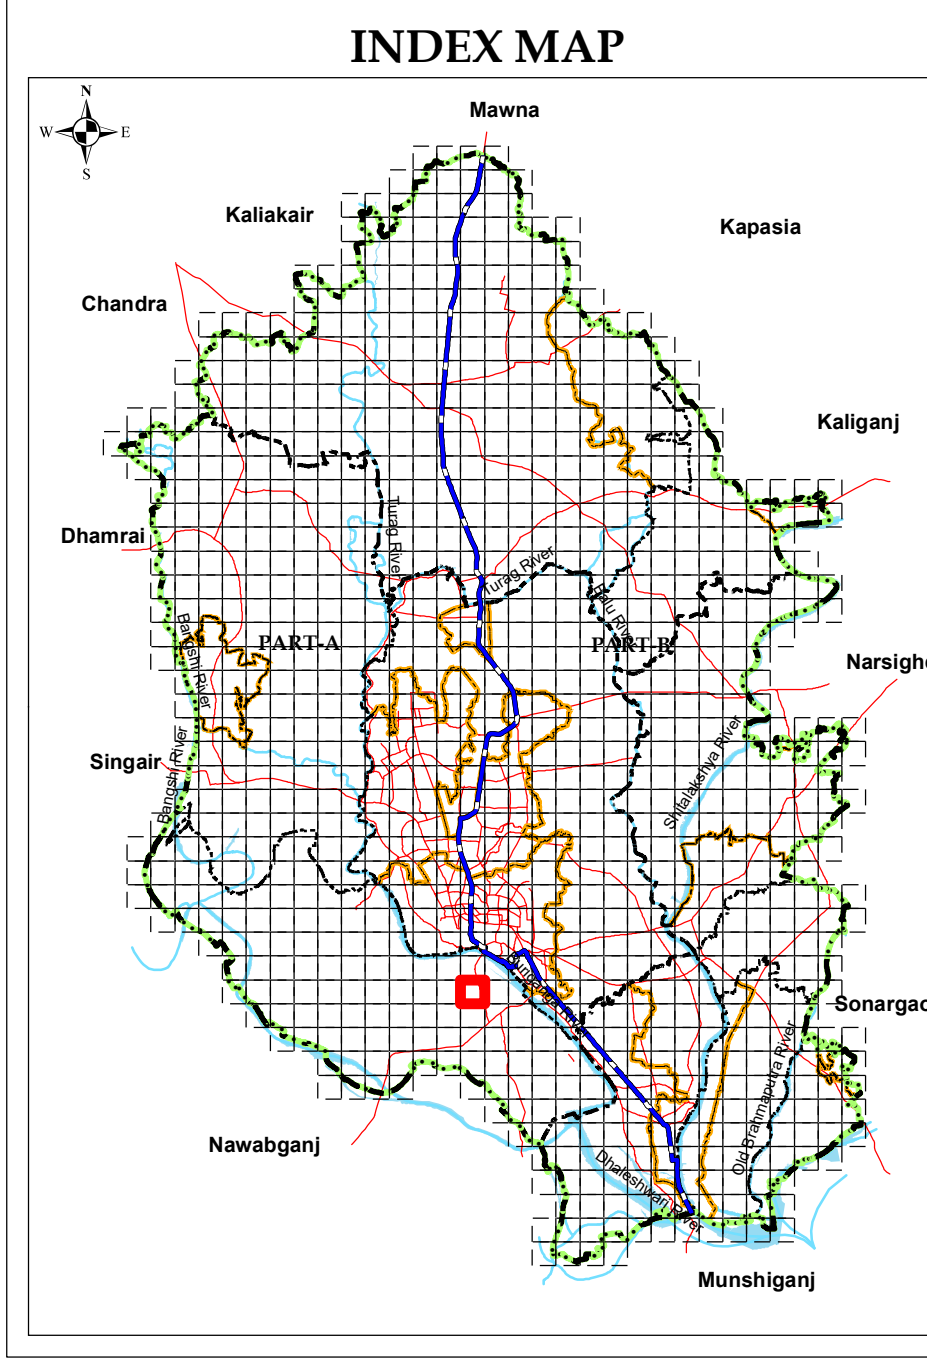 INDEX MAP
N
W E
S
Mawna
Kaliakair
Kapasia
Chandra
Kaliganj
Dhamrai
Turag River
Turag River
Balu River
Bangshi River
PART-A
PART-B
Narsighd
Singair
Bangshi River
Shitalakshya River
Buriganga River
Sonargao
Old Brahmaputra River
Nawabganj
Dhaleshwari River
Munshiganj